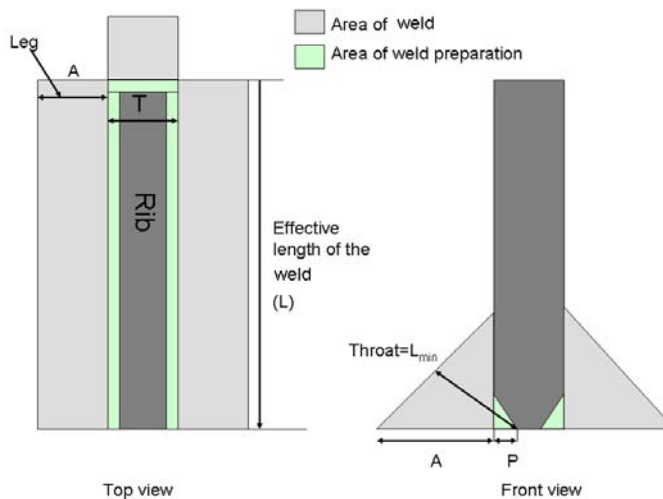 Area of weld
Area of weld preparation
Leg
A
T
Rib
Effective
length of the
weld
(L)
Throat=Lmin
A
P
Top view
Front view